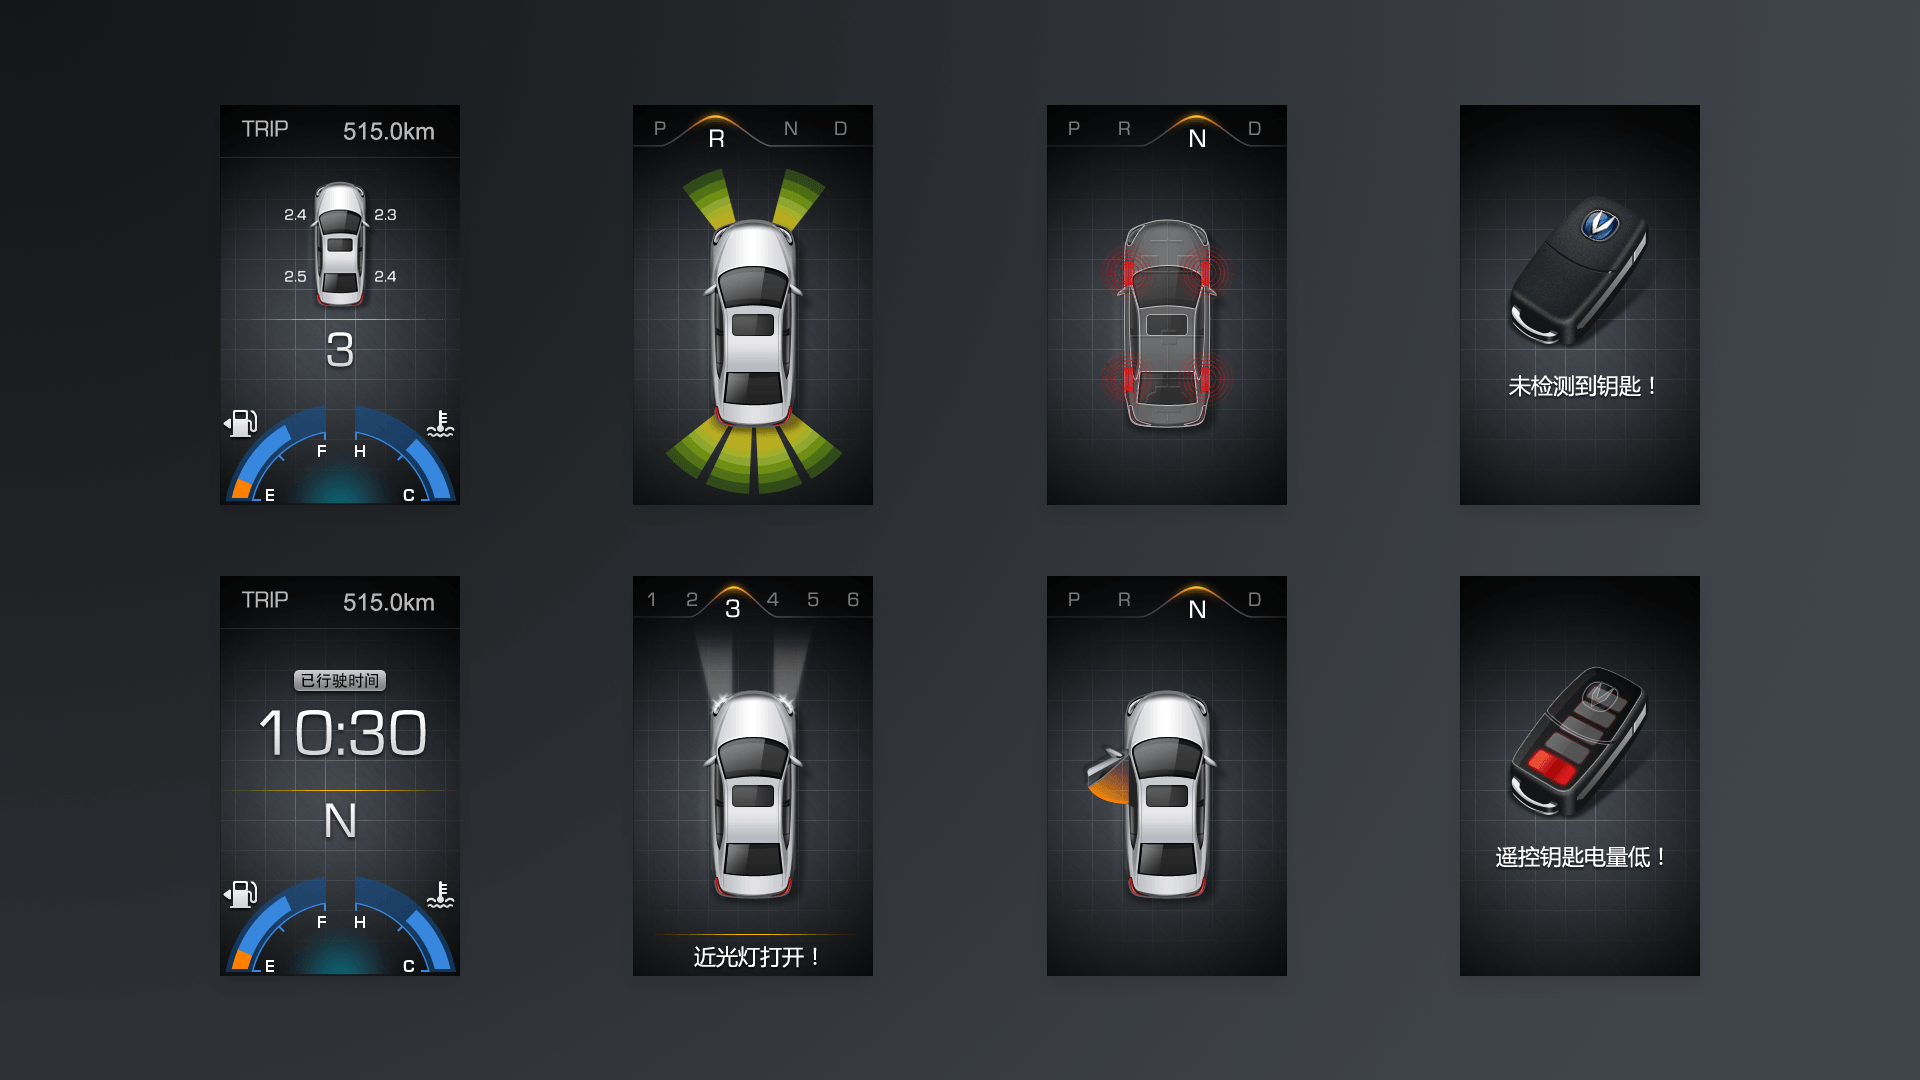 TRIP 515.0km
2.4 2.3
2.5 2.4
3
F H
E C
P R N D
P R N D
未检测到钥匙！
TRIP 515.0km
已行驶时间
10:30
N
F H
E C
1 2 3 4 5 6
近光灯打开！
P R N D
遥控钥匙电量低！